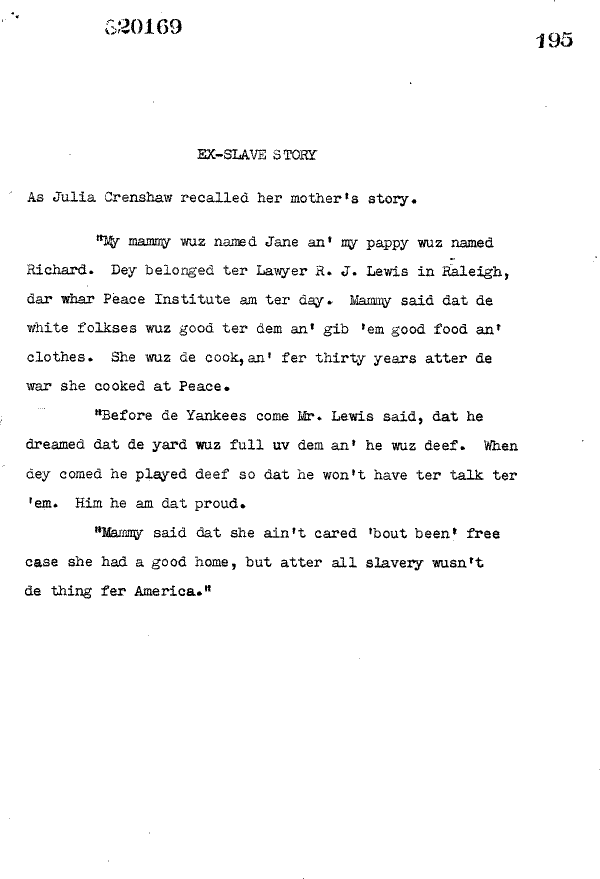 320169
195
EX-SLAVE STORY
As Julia Crenshaw recalled her mother's story.
"My mammy wuz named Jane an' my pappy wuz named
Richard. Dey belonged ter Lawyer R. J. Lewis in Raleigh,
dar whar Peace Institute am ter day. Mammy said dat de
white folkses wuz good ter dem an' gib 'em good food an'
clothes. She wuz de cook, an' fer thirty years atter de
war she cooked at Peace.
"Before de Yankees come Mr. Lewis said, dat he
dreamed dat de yard wuz full uv dem an' he wuz deef. When
dey comed he played deef so dat he won't have ter talk ter
'em. Him he am dat proud.
"Mammy said dat she ain't cared 'bout been' free
case she had a good home, but atter all slavery wusn't
de thing fer America."